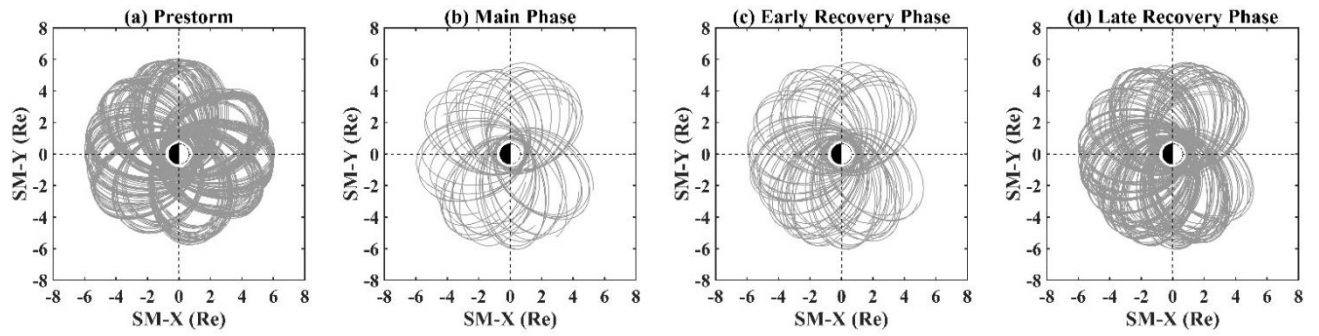 (a) Prestorm
(b) Main Phase
(c) Early Recovery Phase
(d) Late Recovery Phase
SM-Y (Re)
8
6
4
2
0
-2
-4
-6
-8
-8 -6 -4 -2 0 2 4 6 8
SM-X (Re)
SM-Y (Re)
8
6
4
2
0
-2
-4
-6
-8
-8 -6 -4 -2 0 2 4 6 8
SM-X (Re)
SM-Y (Re)
8
6
4
2
0
-2
-4
-6
-8
-8 -6 -4 -2 0 2 4 6 8
SM-X (Re)
SM-Y (Re)
8
6
4
2
0
-2
-4
-6
-8
-8 -6 -4 -2 0 2 4 6 8
SM-X (Re)